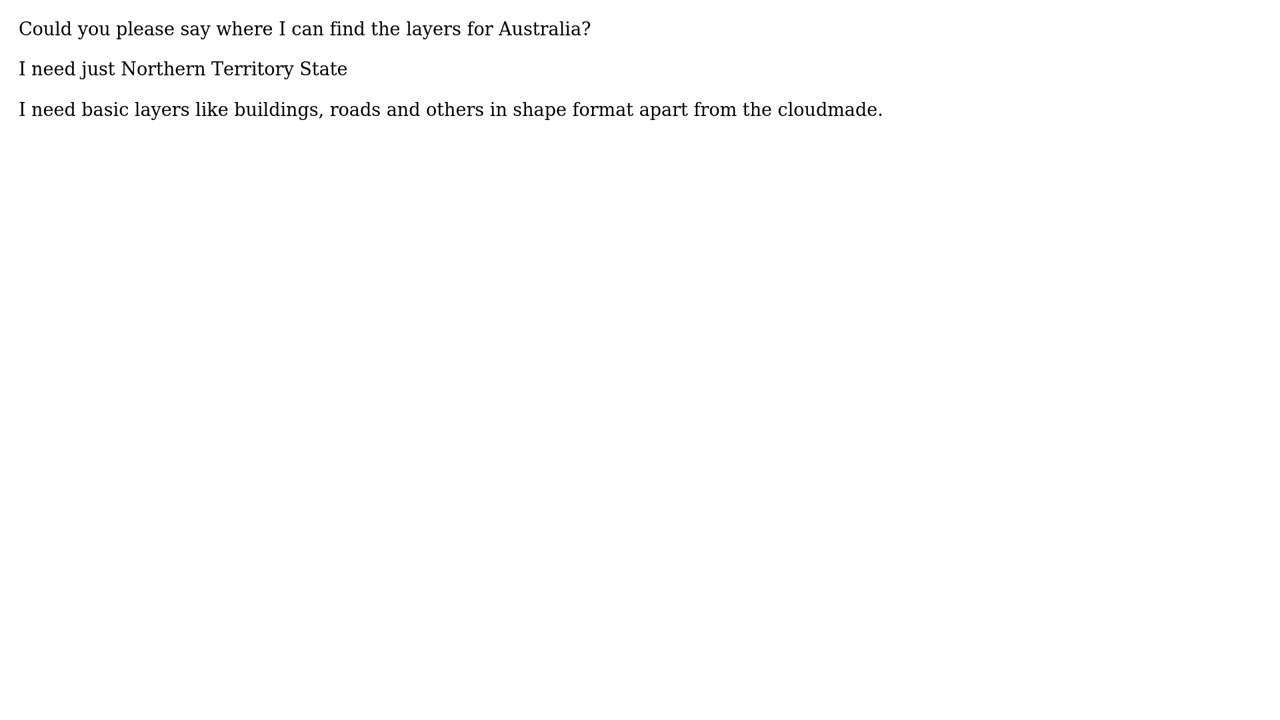 Could you please say where I can find the layers for Australia?
I need just Northern Territory State
I need basic layers like buildings, roads and others in shape format apart from the cloudmade.